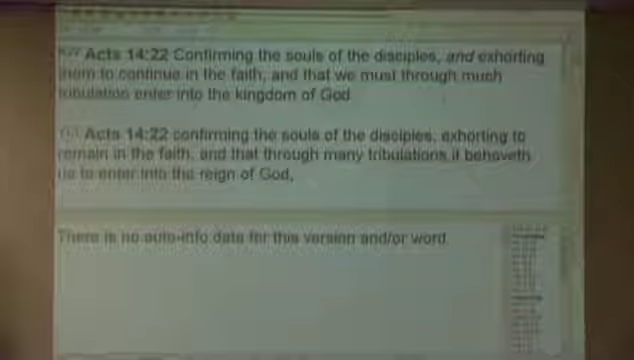 KJV Acts 14:22 Confirming the souls of the disciples, and exhorting
them to continue in the faith, and that we must through much
tribulation enter into the kingdom of God.
Acts 14:22 confirming the souls of the disciples, exhorting to
remain in the faith, and that through many tribulations it behoveth
us to enter into the reign of God,
There is no auto-info data for this version and/or word